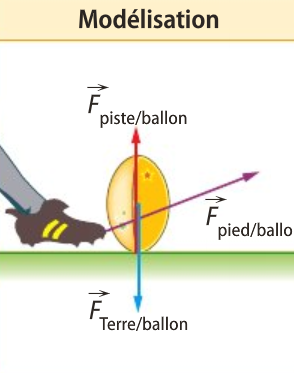 Modélisation
F piste/ballon
F pied/ballo
F Terre/ballon